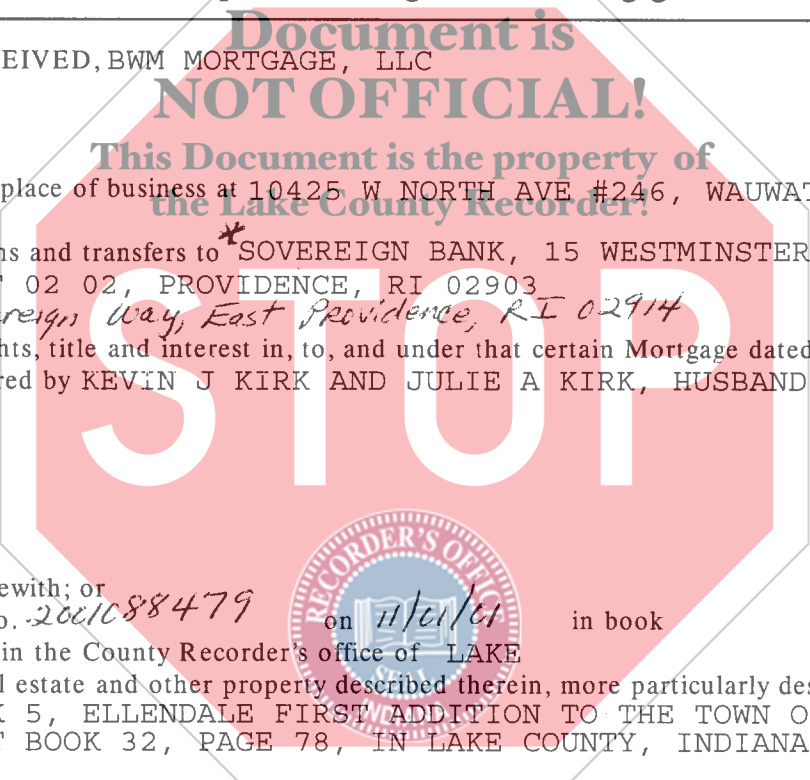 Document is
EIVED, BWM MORTGAGE, LLC
NOT OFFICIAL!
This Document is the property of
place of business at 10425 W NORTH AVE #246, WAUWAT
the Lake County Recorder!
ns and transfers to * SOVEREIGN BANK, 15 WESTMINSTER
02 02, PROVIDENCE, RI 02903
reign Way, East Providence, RI 02914
hts, title and interest in, to, and under that certain Mortgage dated
red by KEVIN J KIRK AND JULIE A KIRK, HUSBAND
STOP
RECORDER'S OFFICE
ewith; or
o. 2001088479 on 11/01/01 in book
in the County Recorder's office of LAKE
SEAL
l estate and other property described therein, more particularly des
INDIANA
K 5, ELLENDALE FIRST ADDITION TO THE TOWN O
T BOOK 32, PAGE 78, IN LAKE COUNTY, INDIANA